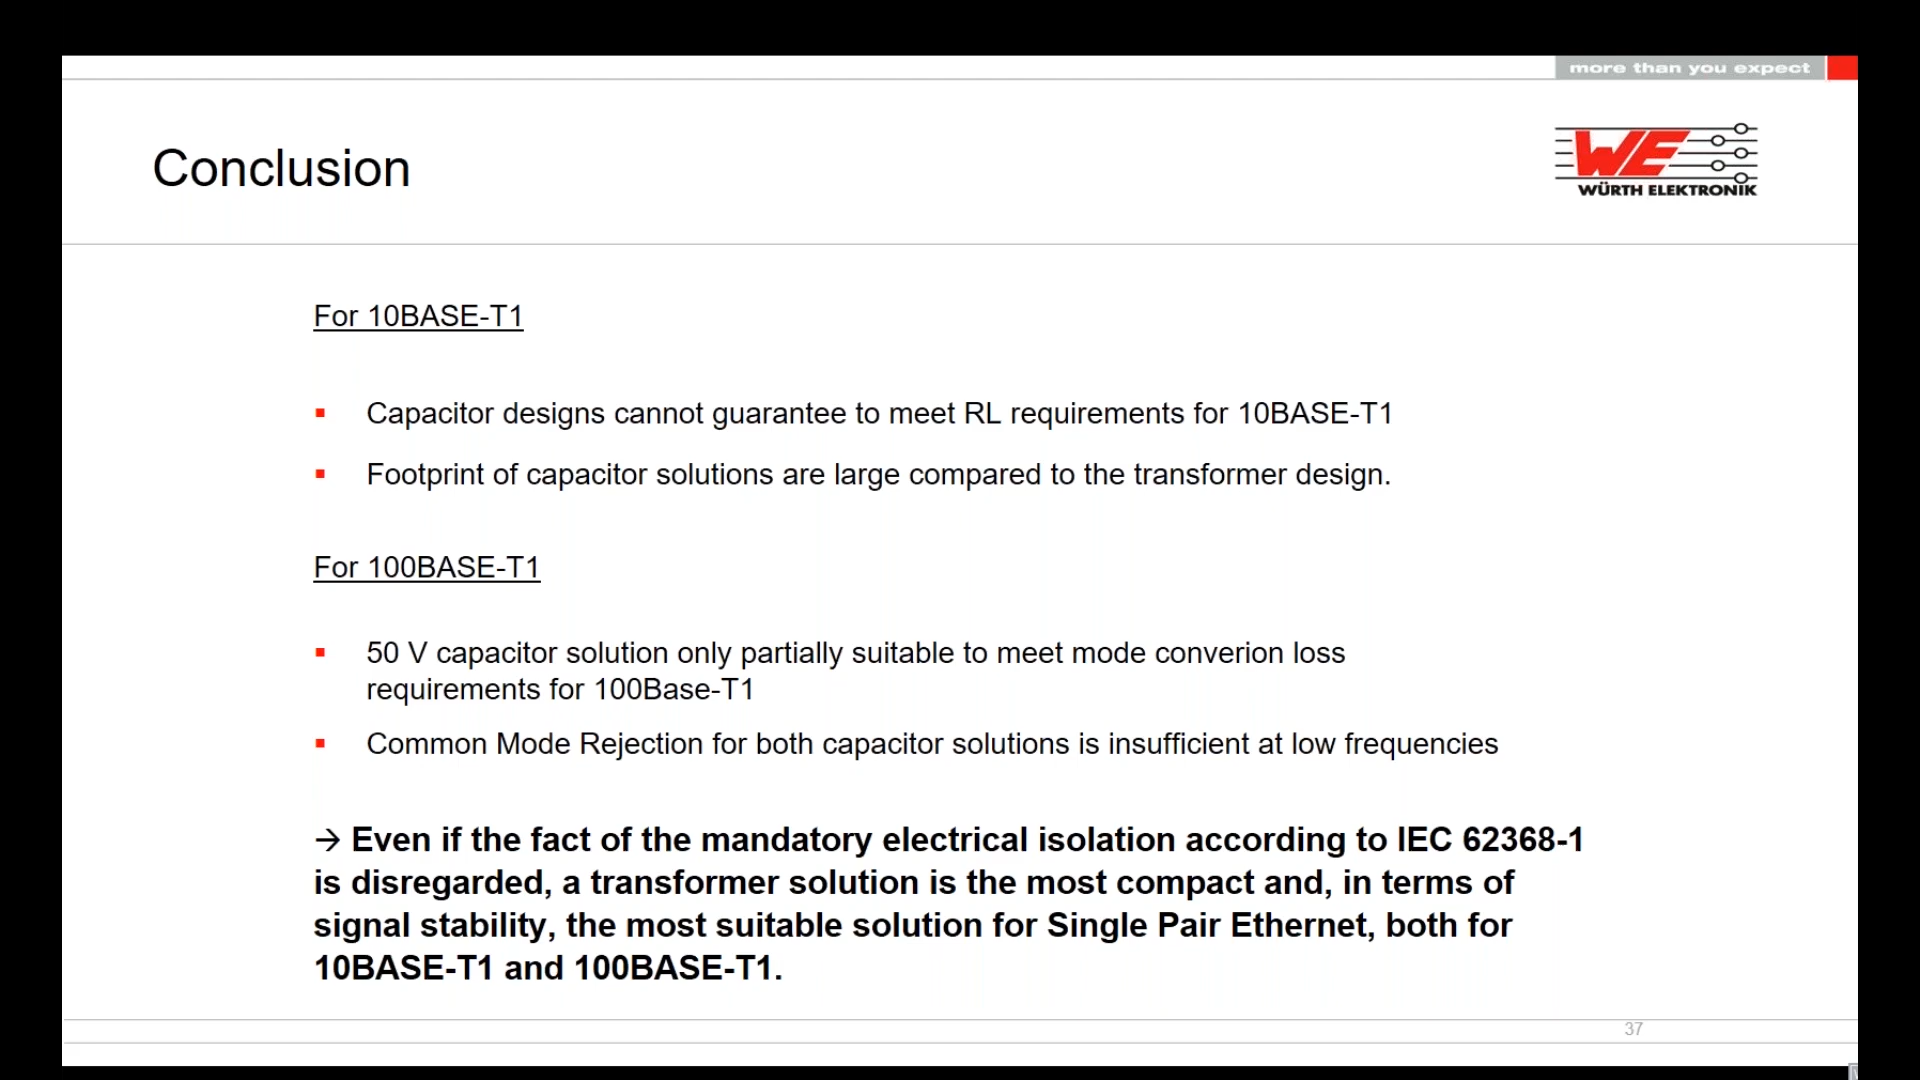 more than you expect
Conclusion
WE
WÜRTH ELEKTRONIK
For 10BASE-T1
▪ Capacitor designs cannot guarantee to meet RL requirements for 10BASE-T1
▪ Footprint of capacitor solutions are large compared to the transformer design.
For 100BASE-T1
▪ 50 V capacitor solution only partially suitable to meet mode converion loss
requirements for 100Base-T1
▪ Common Mode Rejection for both capacitor solutions is insufficient at low frequencies
→ Even if the fact of the mandatory electrical isolation according to IEC 62368-1
is disregarded, a transformer solution is the most compact and, in terms of
signal stability, the most suitable solution for Single Pair Ethernet, both for
10BASE-T1 and 100BASE-T1.
37